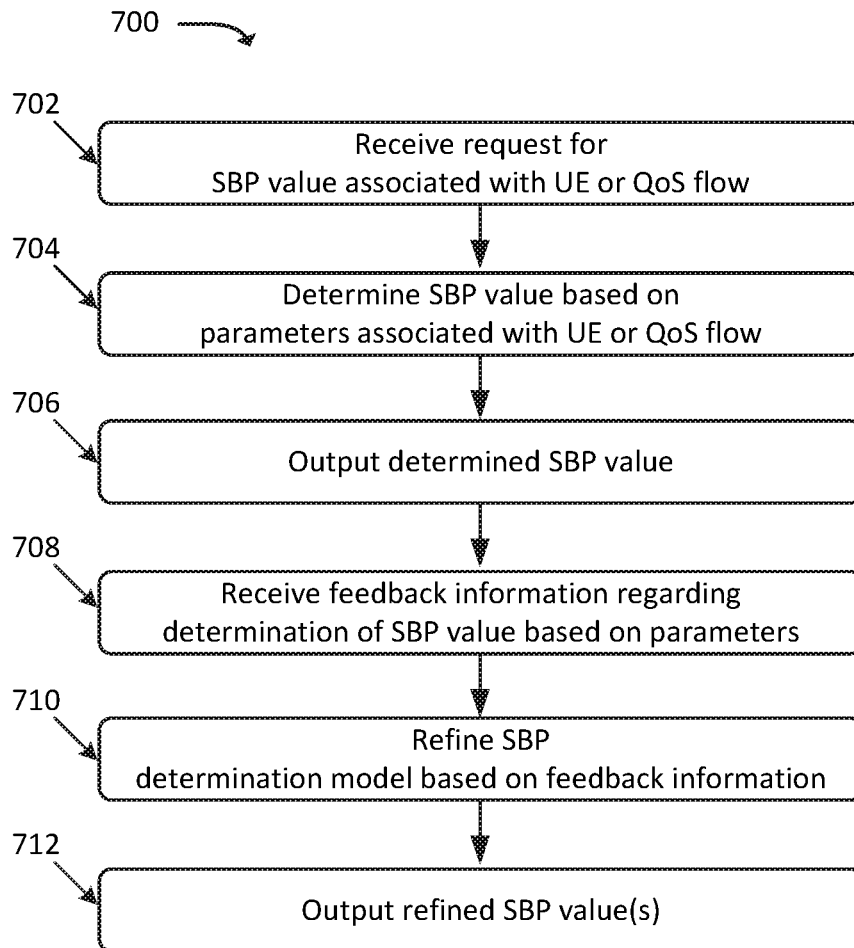 700
702
Receive request for
SBP value associated with UE or QoS flow
704
Determine SBP value based on
parameters associated with UE or QoS flow
706
Output determined SBP value
708
Receive feedback information regarding
determination of SBP value based on parameters
710
Refine SBP
determination model based on feedback information
712
Output refined SBP value(s)